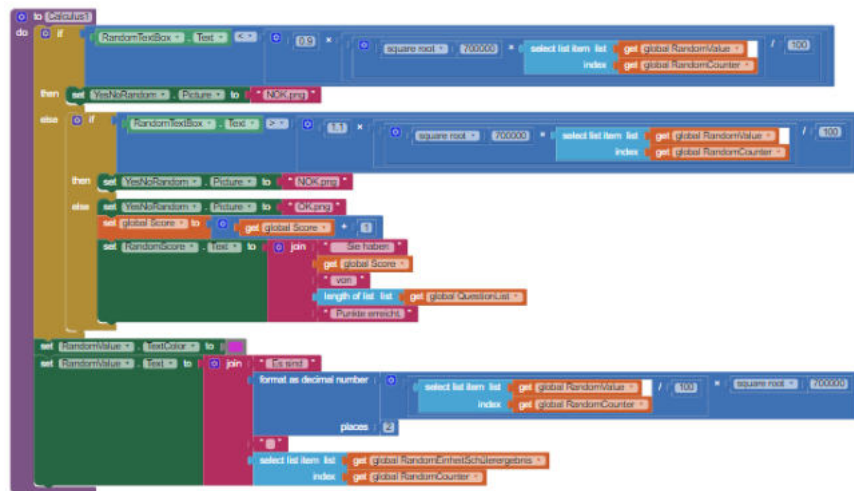 to Calculus1
do if RandomTextBox . Text < 0.9 × square root 700000 × select list item list get global RandomValue / 100
index get global RandomCounter
then set YesNoRandom . Picture to " NOK.png "
else if RandomTextBox . Text > 1.1 × square root 700000 × select list item list get global RandomValue / 100
index get global RandomCounter
then set YesNoRandom . Picture to " NOK.png "
else set YesNoRandom . Picture to " OK.png "
set global Score to get global Score + 1
set RandomScore . Text to join " Sie haben "
get global Score
" von "
length of list list get global QuestionList
" Punkte erreicht. "
set RandomValue . TextColor to
set RandomValue . Text to join " Es sind "
format as decimal number select list item list get global RandomValue / 100 × square root 700000
index get global RandomCounter
places 2
" "
select list item list get global RandomEinheitSchülerergebnis
index get global RandomCounter